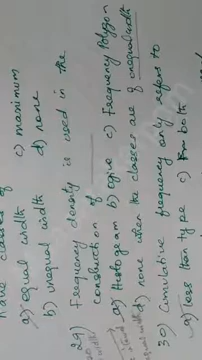 have classes of
a) equal width c) maximum
b) unequal width d) none
29) Frequency density is used in the
construction of
a) Histogram b) ogive c) Frequency Polygon
d) none when the classes are of unequal width
30) Cumulative frequency only refers to
a) less than type c) both